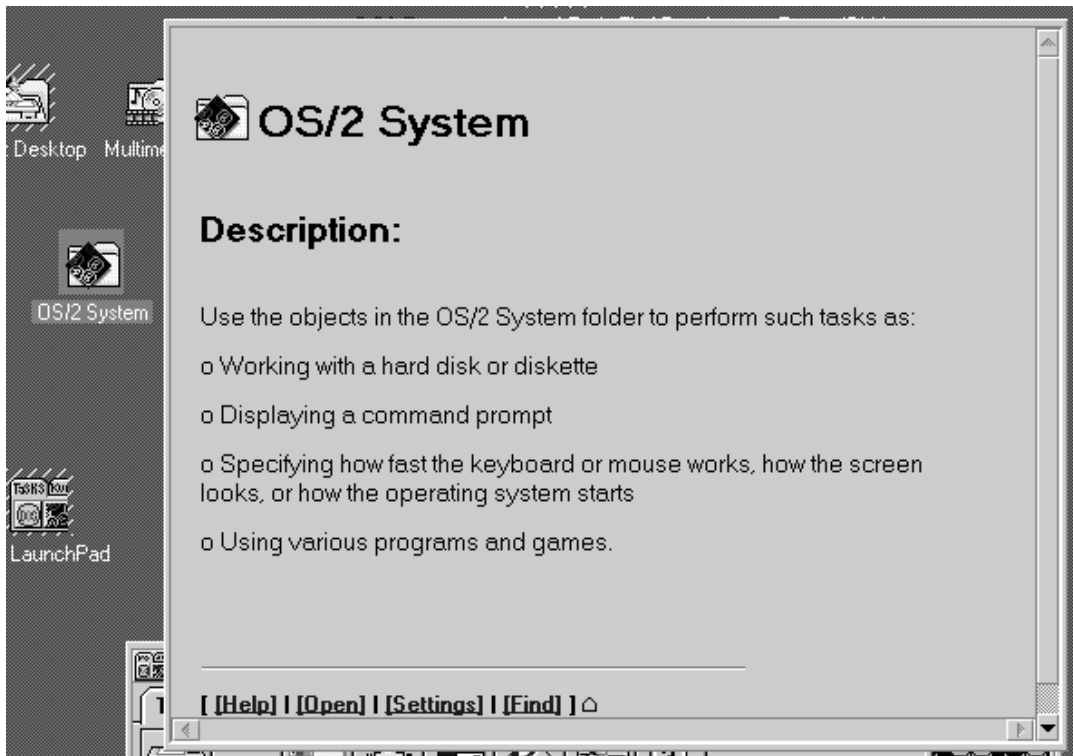 OS/2 System
Desktop
Description:
OS/2 System
Use the objects in the OS/2 System folder to perform such tasks as:
o Working with a hard disk or diskette
o Displaying a command prompt
o Specifying how fast the keyboard or mouse works, how the screen
looks, or how the operating system starts
o Using various programs and games.
LaunchPad
[ [Help] | [Open] | [Settings] | [Find] ]